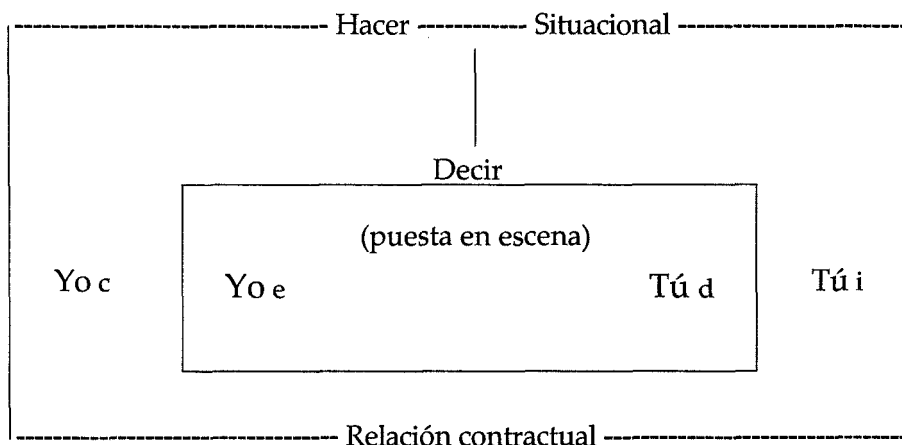 Hacer Situacional
Decir
(puesta en escena)
Yo c Yo e Tú d Tú i
Relación contractual